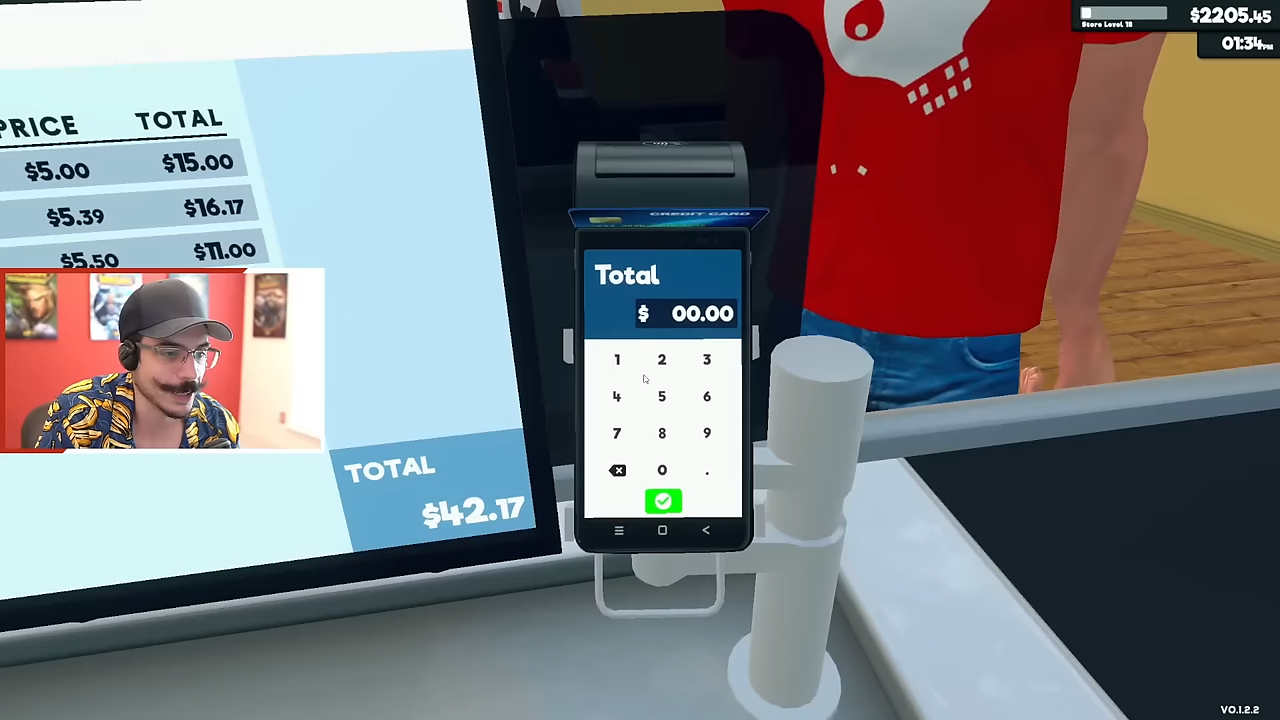 $2205.45
Store Level 18
01:34PM
PRICE TOTAL
$5.00 $15.00
$5.39 $16.17
$5.50 $11.00
TOTAL
$42.17
CREDIT CARD
Total
$ 00.00
1 2 3
4 5 6
7 8 9
0 .
V0.1.2.2